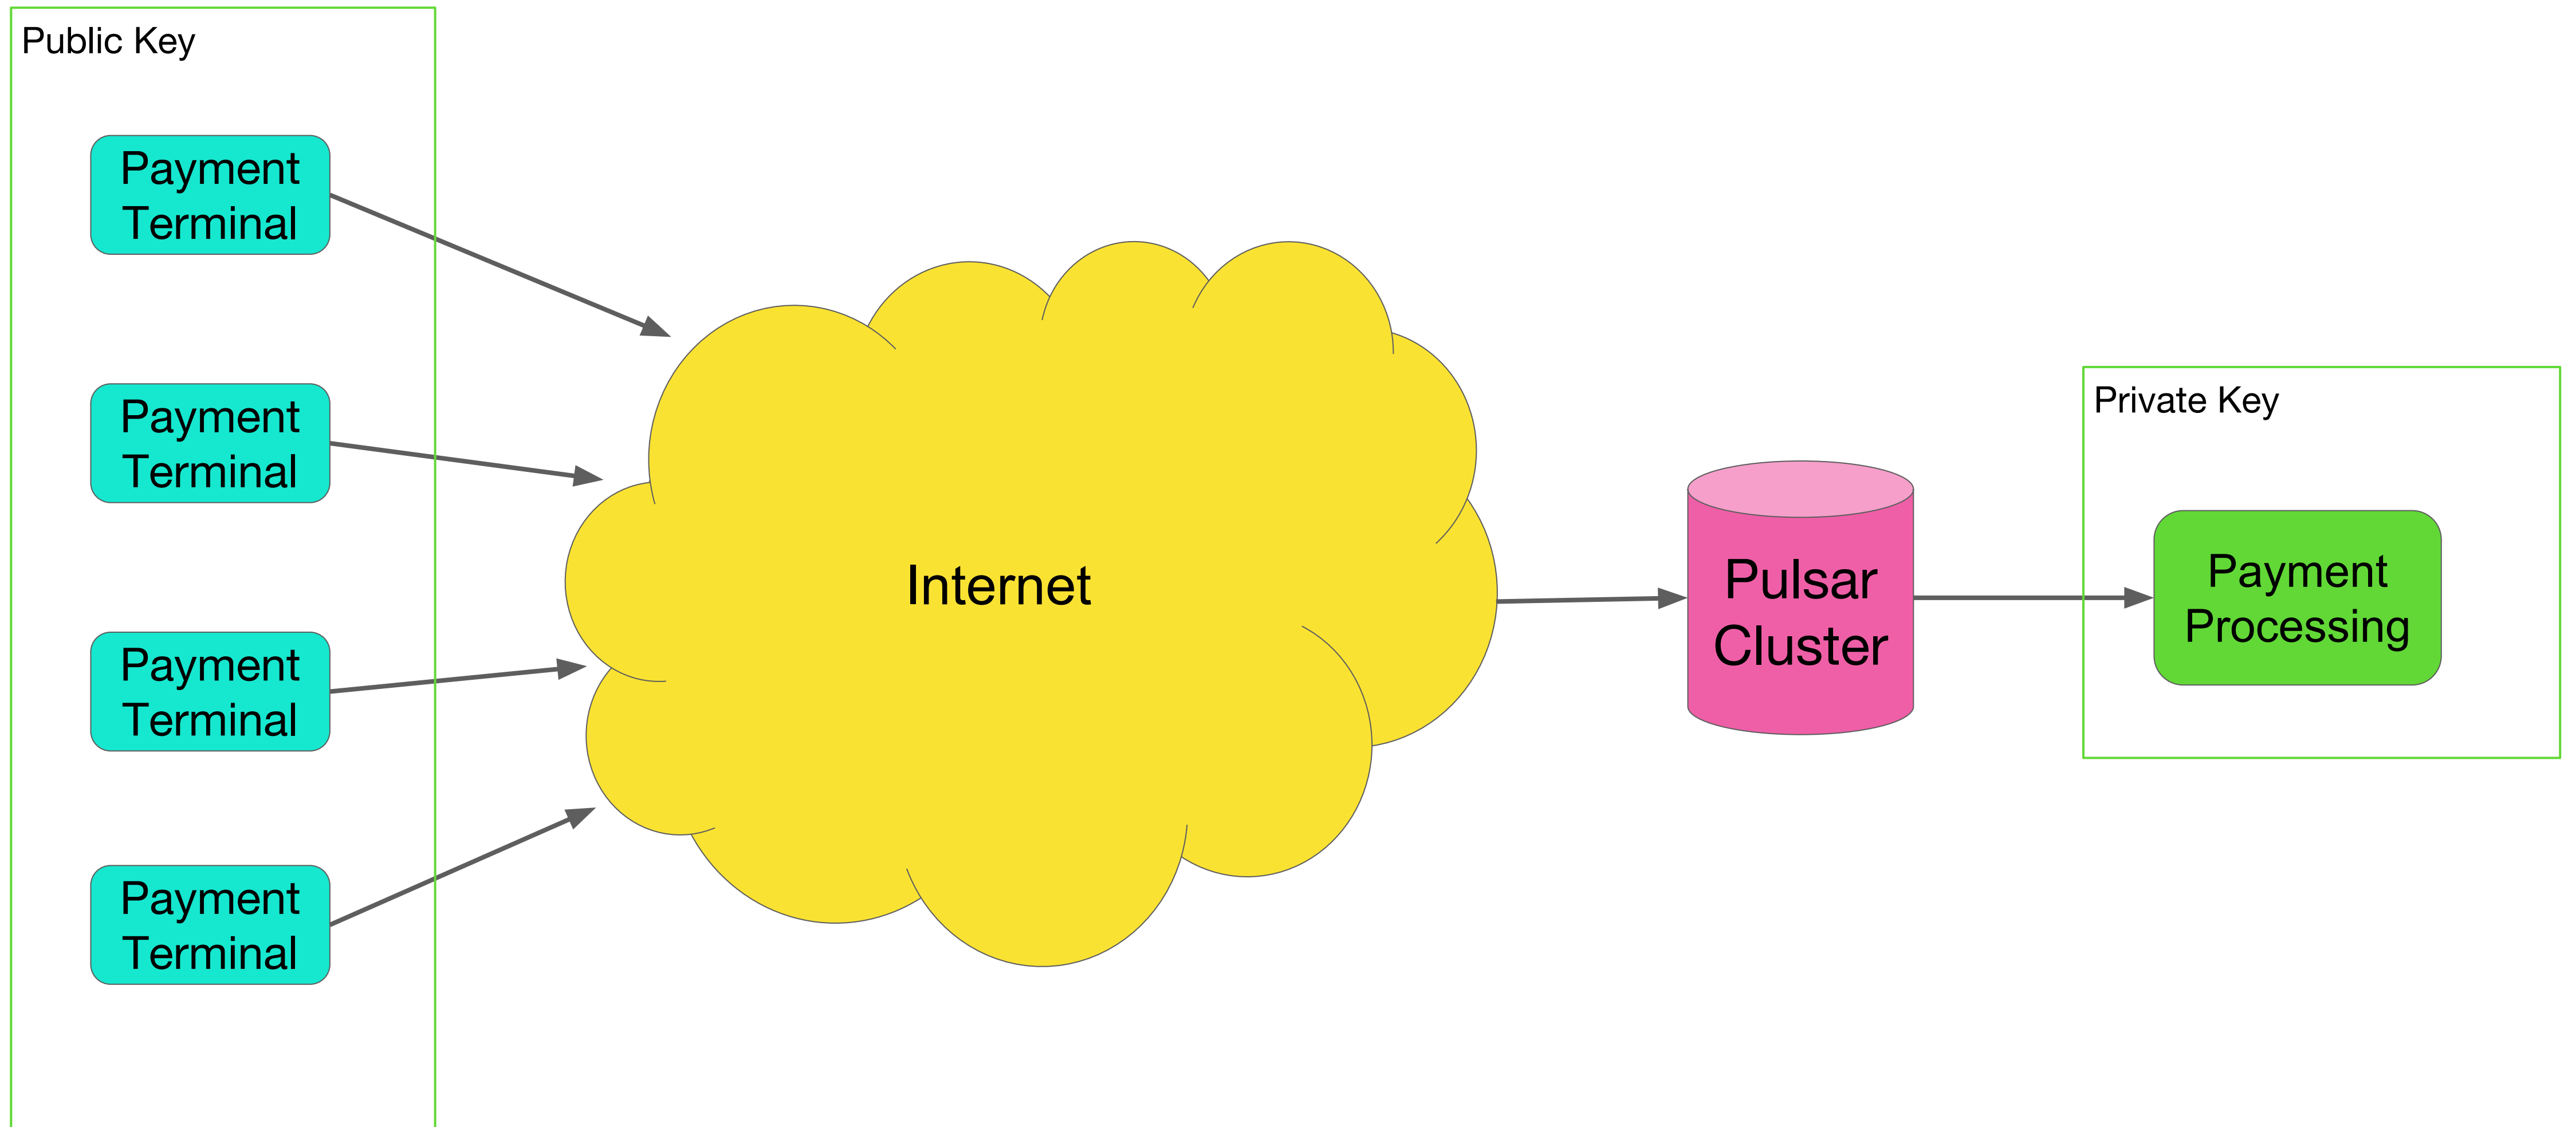 Public Key
Payment
Terminal
Payment
Terminal
Payment
Terminal
Payment
Terminal
Internet
Pulsar
Cluster
Private Key
Payment
Processing